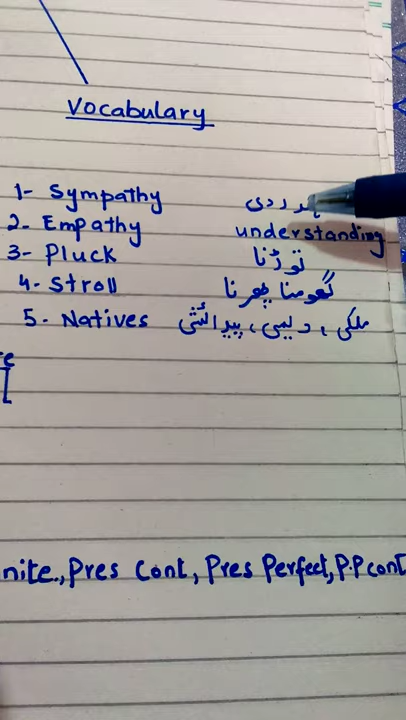 Vocabulary
1- Sympathy ہمدردی
2- Empathy understanding
3- Pluck توڑنا
4- Stroll گھومنا پھرنا
5- Natives ملکی، دیسی، پیدائشی
nite., Pres Cont, Pres Perfect, P.P Cont